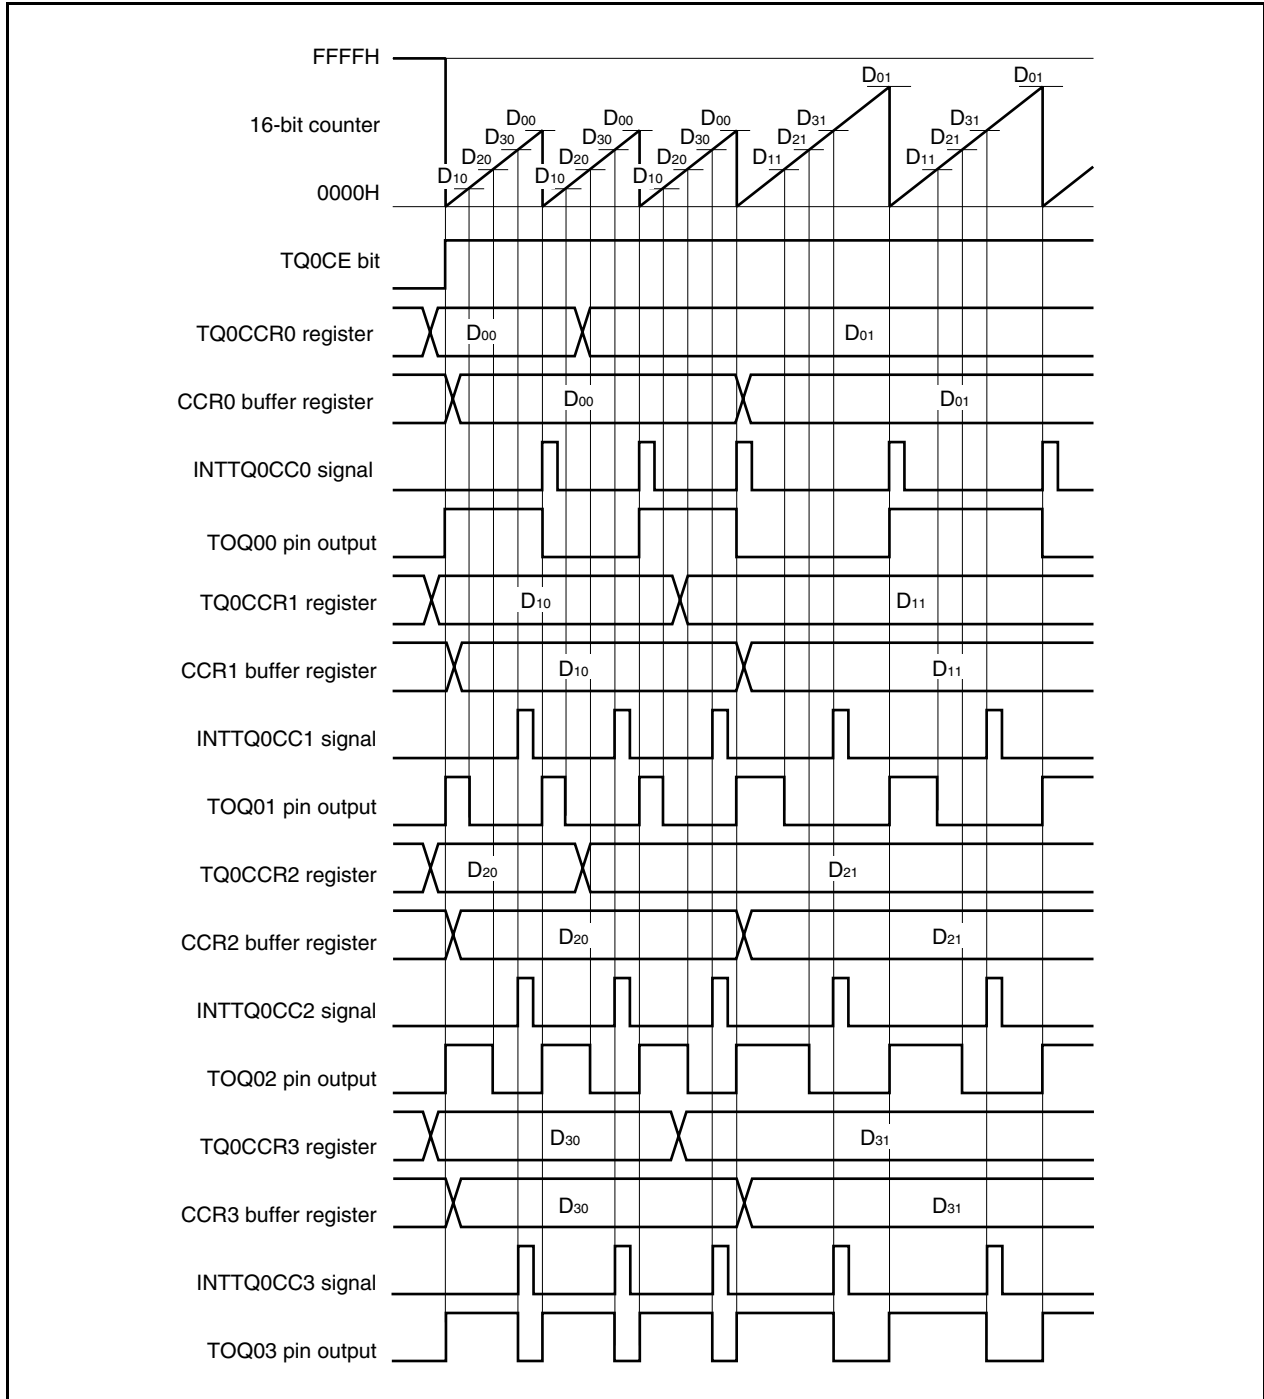 FFFFH
D01 D01
D00 D00 D00 D31 D31
16-bit counter
D30 D30 D30 D21 D21
D20 D20 D20 D11 D11
D10 D10 D10
0000H
TQ0CE bit
TQ0CCR0 register D00 D01
CCR0 buffer register D00 D01
INTTQ0CC0 signal
TOQ00 pin output
TQ0CCR1 register D10 D11
CCR1 buffer register D10 D11
INTTQ0CC1 signal
TOQ01 pin output
TQ0CCR2 register D20 D21
CCR2 buffer register D20 D21
INTTQ0CC2 signal
TOQ02 pin output
TQ0CCR3 register D30 D31
CCR3 buffer register D30 D31
INTTQ0CC3 signal
TOQ03 pin output